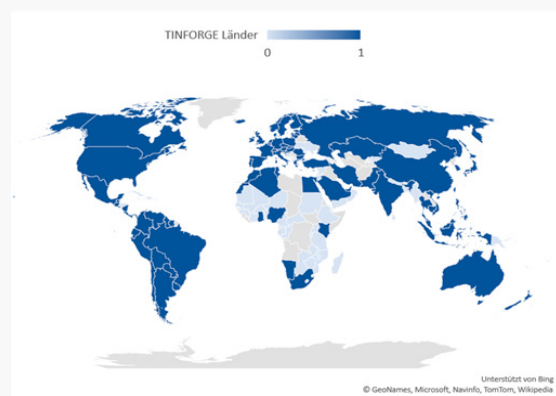 TINFORGE Länder
0 1
Unterstützt von Bing
© GeoNames, Microsoft, Navinfo, TomTom, Wikipedia